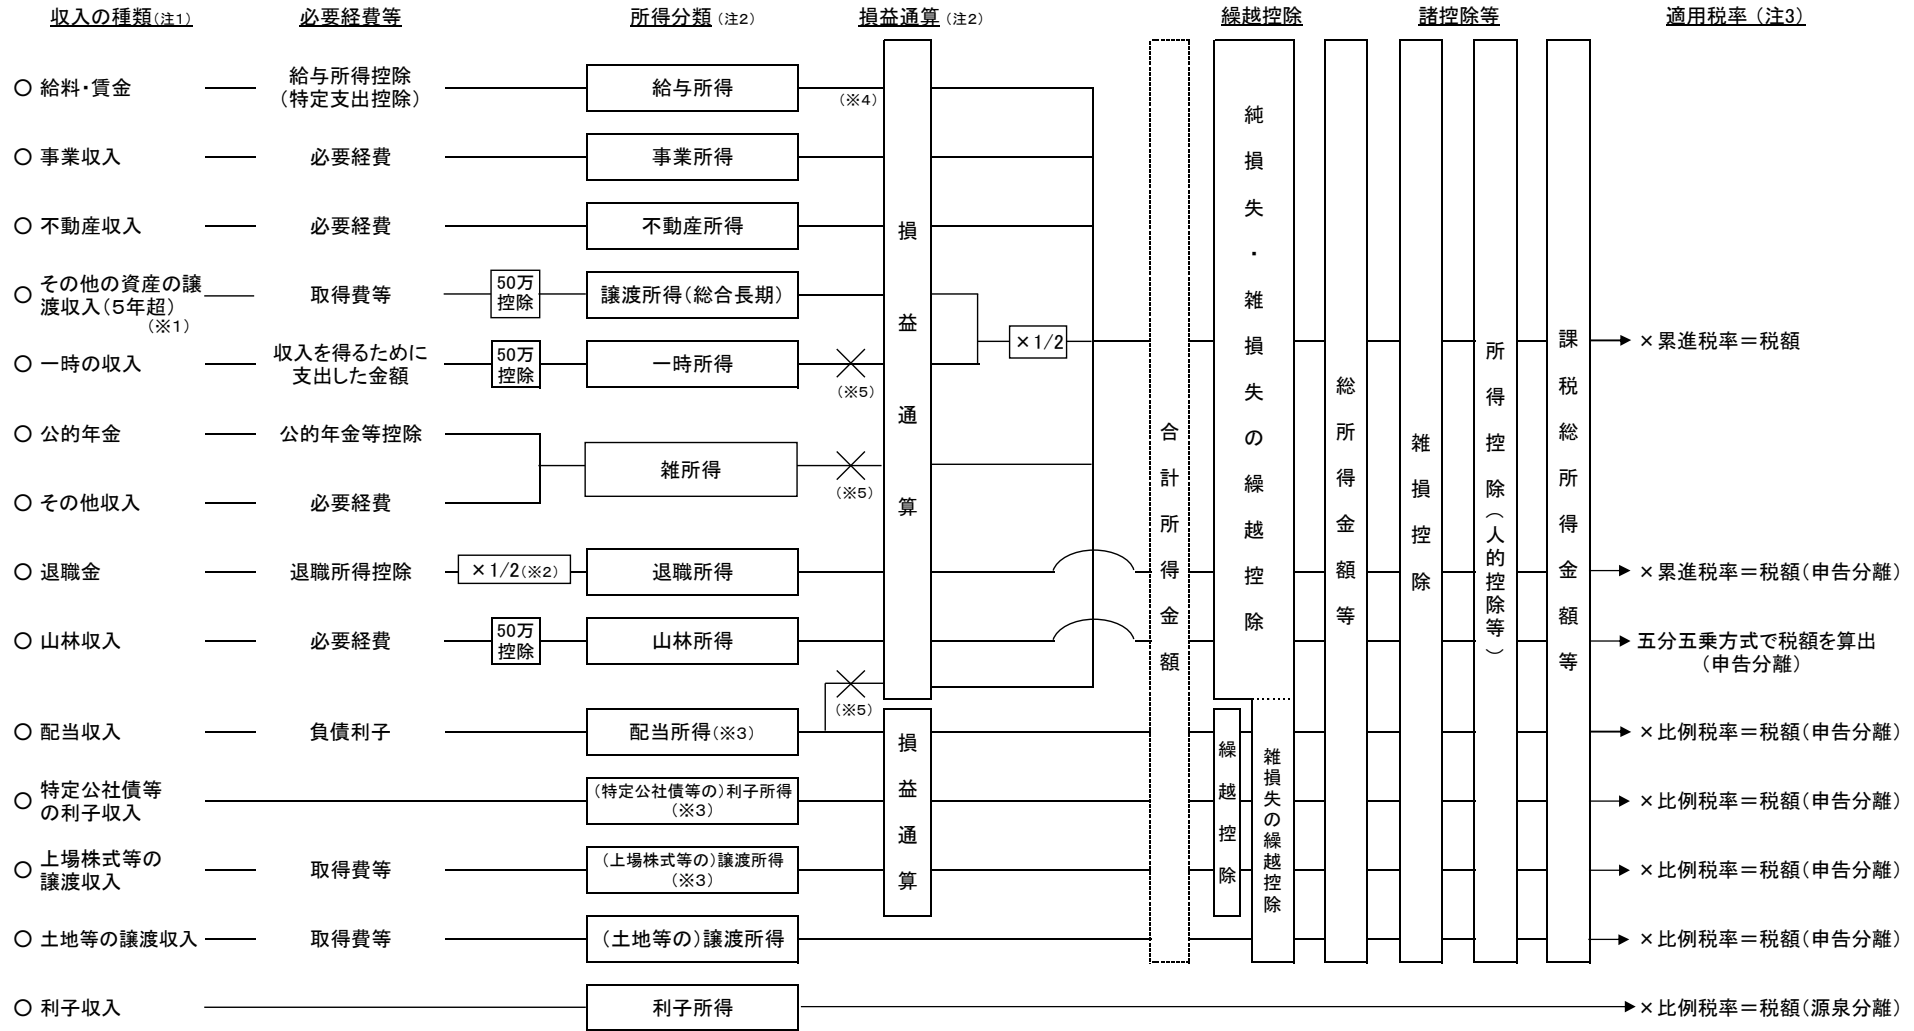 収入の種類(注1) 必要経費等 所得分類(注2) 損益通算(注2) 繰越控除 諸控除等 適用税率(注3)
○ 給料・賃金
給与所得控除
(特定支出控除)
給与所得
(※4)
○ 事業収入 必要経費 事業所得
○ 不動産収入 必要経費 不動産所得
○ その他の資産の譲
渡収入(5年超)
(※1)
取得費等
50万
控除
譲渡所得(総合長期)
○ 一時の収入
収入を得るために
支出した金額
50万
控除
一時所得
(※5)
×1/2
×累進税率=税額
○ 公的年金 公的年金等控除
雑所得
(※5)
○ その他収入 必要経費
○ 退職金 退職所得控除 ×1/2(※2) 退職所得 ×累進税率=税額(申告分離)
○ 山林収入 必要経費
50万
控除
山林所得
五分五乗方式で税額を算出
(申告分離)
(※5)
○ 配当収入 負債利子 配当所得(※3) ×比例税率=税額(申告分離)
○ 特定公社債等
の利子収入
(特定公社債等の)利子所得
(※3)
×比例税率=税額(申告分離)
○ 上場株式等の
譲渡収入
取得費等
(上場株式等の)譲渡所得
(※3)
×比例税率=税額(申告分離)
○ 土地等の譲渡収入 取得費等 (土地等の)譲渡所得 ×比例税率=税額(申告分離)
○ 利子収入 利子所得 ×比例税率=税額(源泉分離)
損益通算
損益通算
合計所得金額
純損失・雑損失の繰越控除
繰越控除
雑損失の繰越控除
総所得金額等
雑損控除
所得控除(人的控除等)
課税総所得金額等